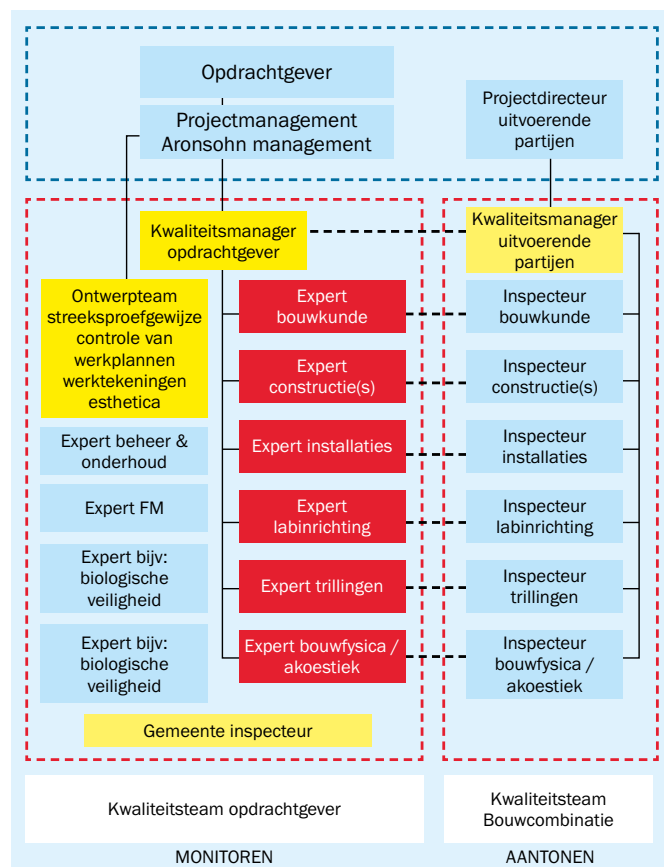 Opdrachtgever
Projectmanagement
Aronsohn management
Projectdirecteur
uitvoerende
partijen
Kwaliteitsmanager
opdrachtgever
Kwaliteitsmanager
uitvoerende
partijen
Ontwerpteam
streeksproefgewijze
controle van
werkplannen
werktekeningen
esthetica
Expert beheer &
onderhoud
Expert FM
Expert bijv:
biologische
veiligheid
Expert bijv:
biologische
veiligheid
Expert
bouwkunde
Expert
constructie(s)
Expert installaties
Expert
labinrichting
Expert trillingen
Expert bouwfysica /
akoestiek
Inspecteur
bouwkunde
Inspecteur
constructie(s)
Inspecteur
installaties
Inspecteur
labinrichting
Inspecteur
trillingen
Inspecteur
bouwfysica /
akoestiek
Gemeente inspecteur
Kwaliteitsteam opdrachtgever
Kwaliteitsteam
Bouwcombinatie
MONITOREN
AANTONEN